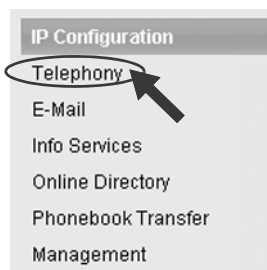 IP Configuration
Telephony
E-Mail
Info Services
Online Directory
Phonebook Transfer
Management